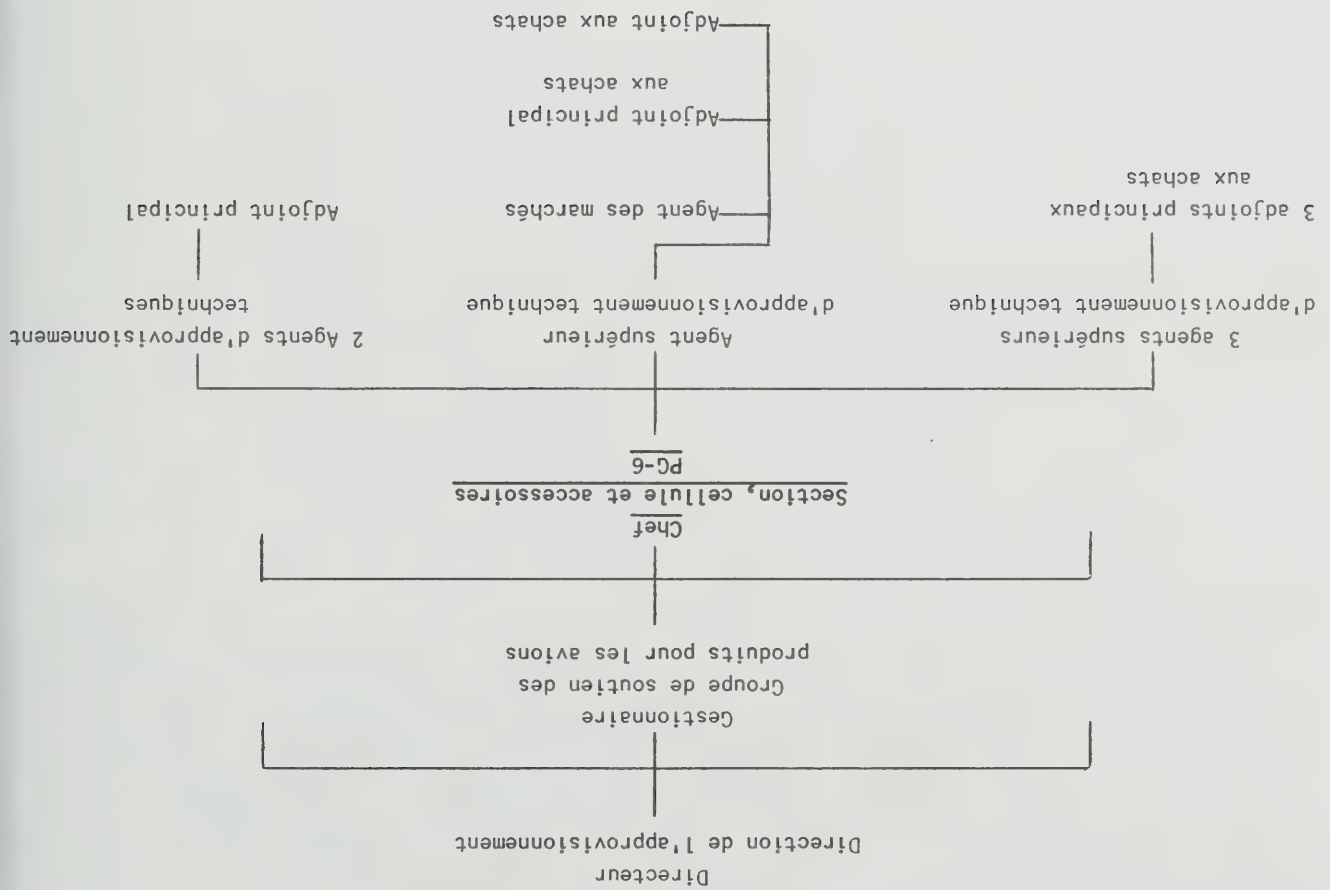 Directeur
Direction de l'approvisionnement
Gestionnaire
Groupe de soutien des
produits pour les avions
Chef
Section, cellule et accessoires
PG-6
3 agents supérieurs
d'approvisionnement technique
3 adjoints principaux
aux achats
Agent supérieur
d'approvisionnement technique
Agent des marchés
Adjoint principal
aux achats
Adjoint aux achats
2 Agents d'approvisionnement
techniques
Adjoint principal